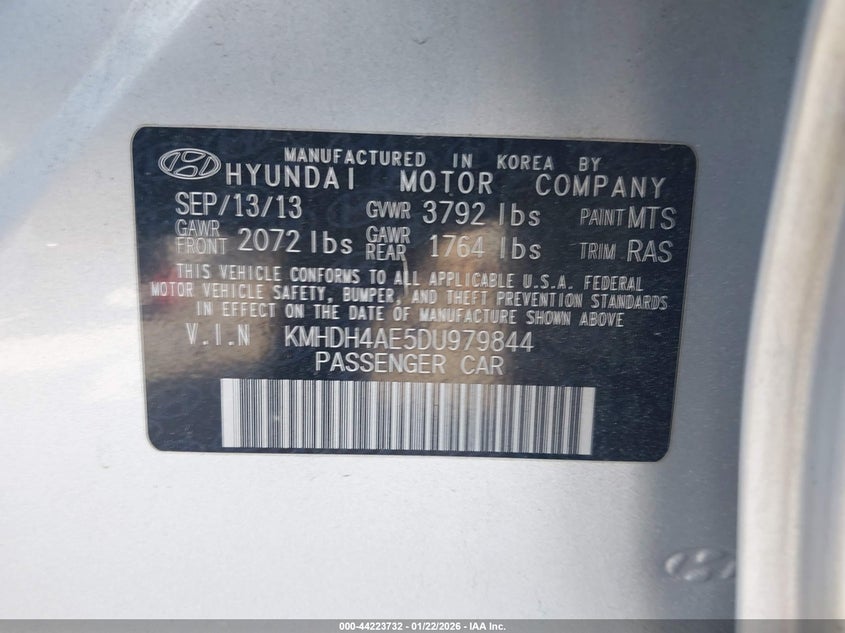 MANUFACTURED IN KOREA BY
HYUNDAI MOTOR COMPANY
SEP/13/13 GVWR 3792 lbs PAINT MTS
GAWR FRONT 2072 lbs GAWR REAR 1764 lbs TRIM RAS
THIS VEHICLE CONFORMS TO ALL APPLICABLE U.S.A. FEDERAL
MOTOR VEHICLE SAFETY, BUMPER, AND THEFT PREVENTION STANDARDS
IN EFFECT ON THE DATE OF MANUFACTURE SHOWN ABOVE
V.I.N KMHDH4AE5DU979844
PASSENGER CAR
000-44223732 - 01/22/2026 - IAA Inc.